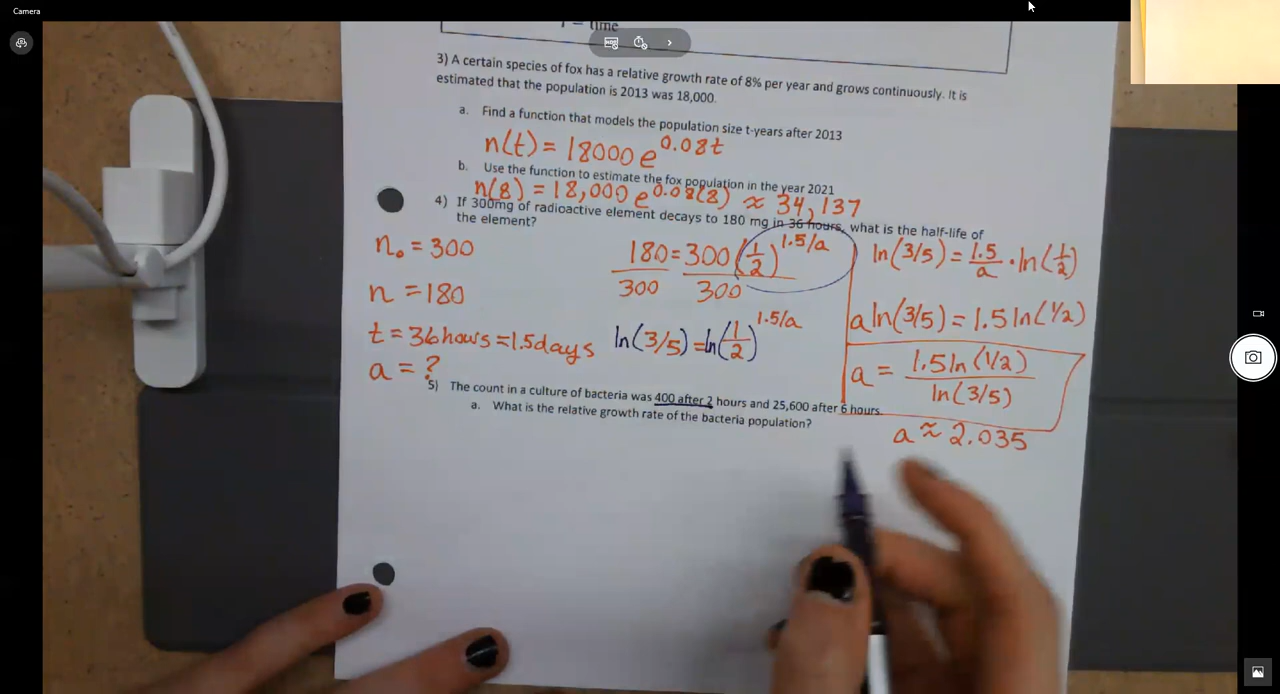 Camera
time
3) A certain species of fox has a relative growth rate of 8% per year and grows continuously. It is
estimated that the population is 2013 was 18,000.
a. Find a function that models the population size t-years after 2013
n(t) = 18000 e^0.08t
b. Use the function to estimate the fox population in the year 2021
n(8) = 18,000 e^0.08(8) ≈ 34,137
4) If 300mg of radioactive element decays to 180 mg in 36 hours, what is the half-life of
the element?
n₀ = 300
n = 180
t = 36 hours = 1.5 days
a = ?
180 = 300 (1/2)^1.5/a
300 300
ln(3/5) = ln(1/2)^1.5/a
ln(3/5) = 1.5/a · ln(1/2)
a ln(3/5) = 1.5 ln(1/2)
a = 1.5 ln(1/2) / ln(3/5)
a ≈ 2.035
5) The count in a culture of bacteria was 400 after 2 hours and 25,600 after 6 hours.
a. What is the relative growth rate of the bacteria population?